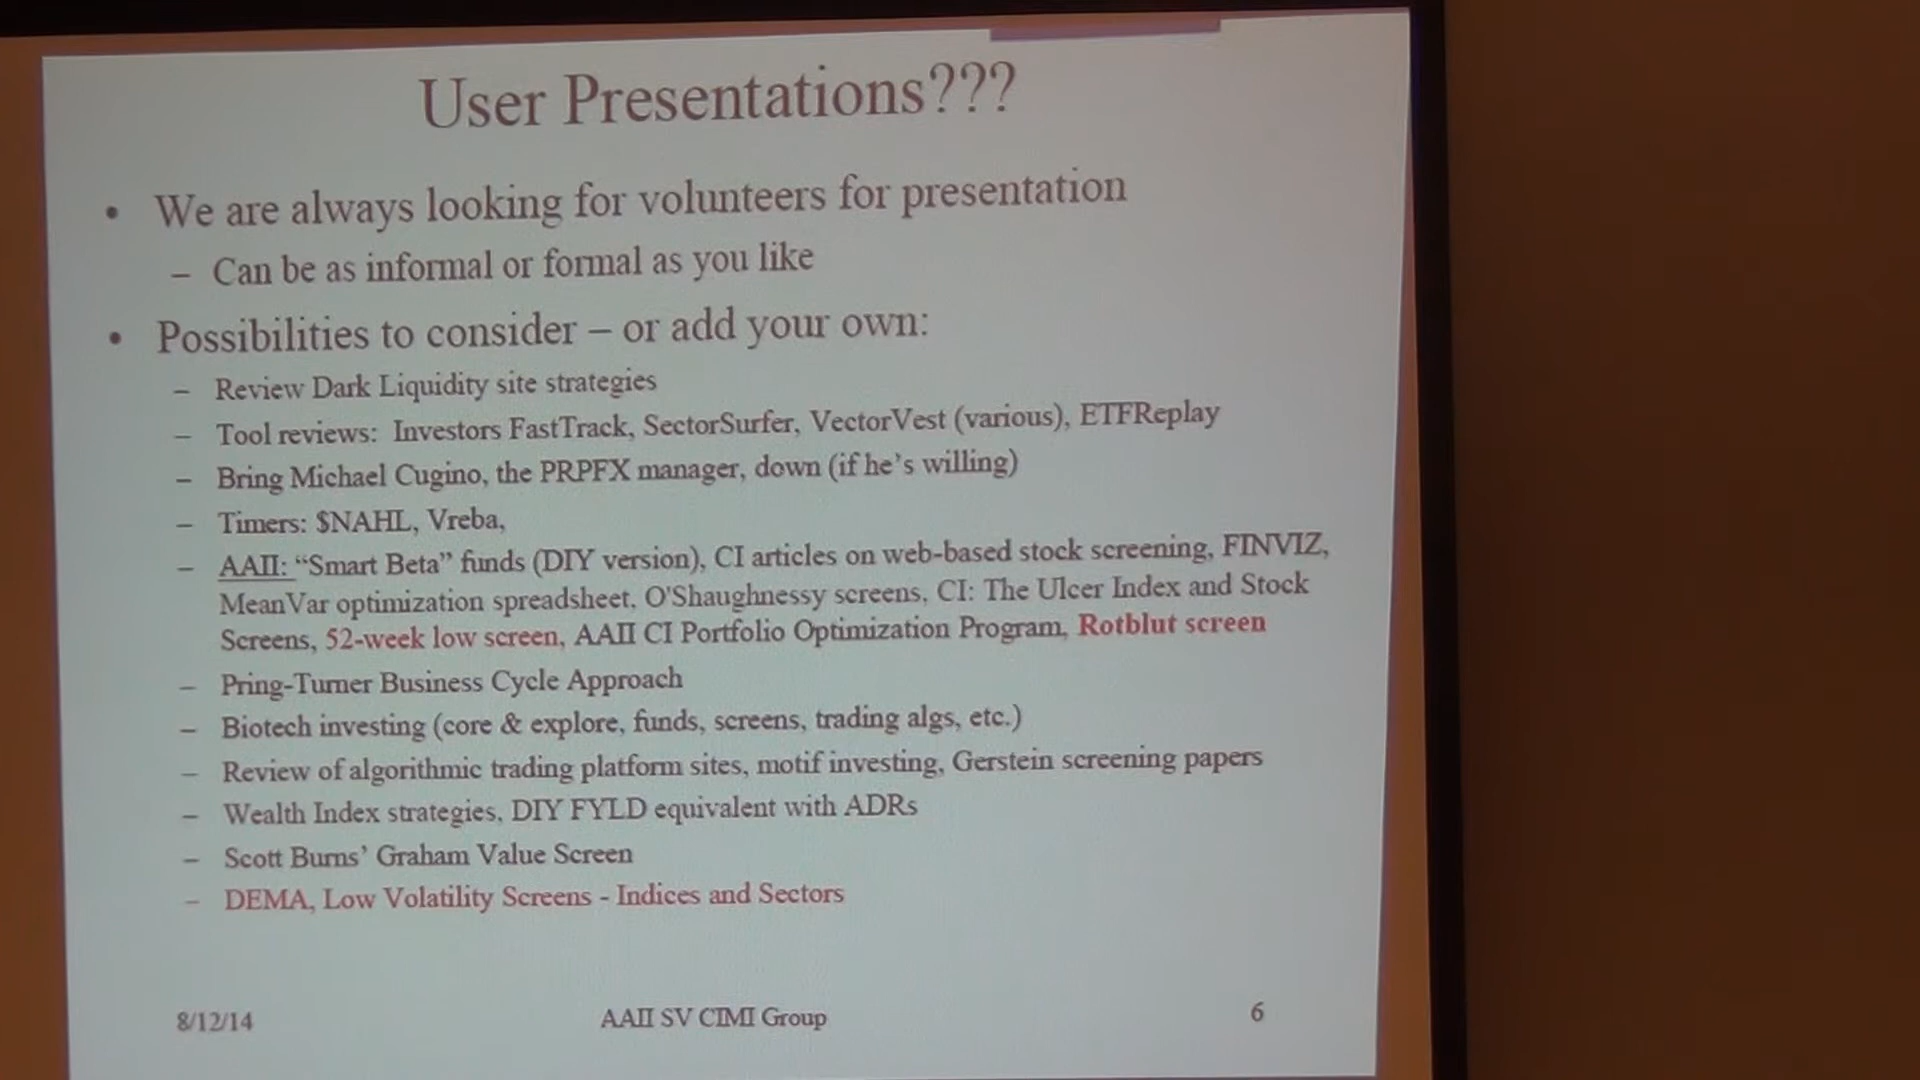 User Presentations???
• We are always looking for volunteers for presentation
– Can be as informal or formal as you like
• Possibilities to consider – or add your own:
– Review Dark Liquidity site strategies
– Tool reviews: Investors FastTrack, SectorSurfer, VectorVest (various), ETFReplay
– Bring Michael Cugino, the PRPFX manager, down (if he’s willing)
– Timers: $NAHL, Vreba,
– AAII: “Smart Beta” funds (DIY version), CI articles on web-based stock screening, FINVIZ,
MeanVar optimization spreadsheet, O'Shaughnessy screens, CI: The Ulcer Index and Stock
Screens, 52-week low screen, AAII CI Portfolio Optimization Program, Rotblut screen
– Pring-Turner Business Cycle Approach
– Biotech investing (core & explore, funds, screens, trading algs, etc.)
– Review of algorithmic trading platform sites, motif investing, Gerstein screening papers
– Wealth Index strategies, DIY FYLD equivalent with ADRs
– Scott Burns’ Graham Value Screen
– DEMA, Low Volatility Screens - Indices and Sectors
8/12/14 AAII SV CIMI Group 6